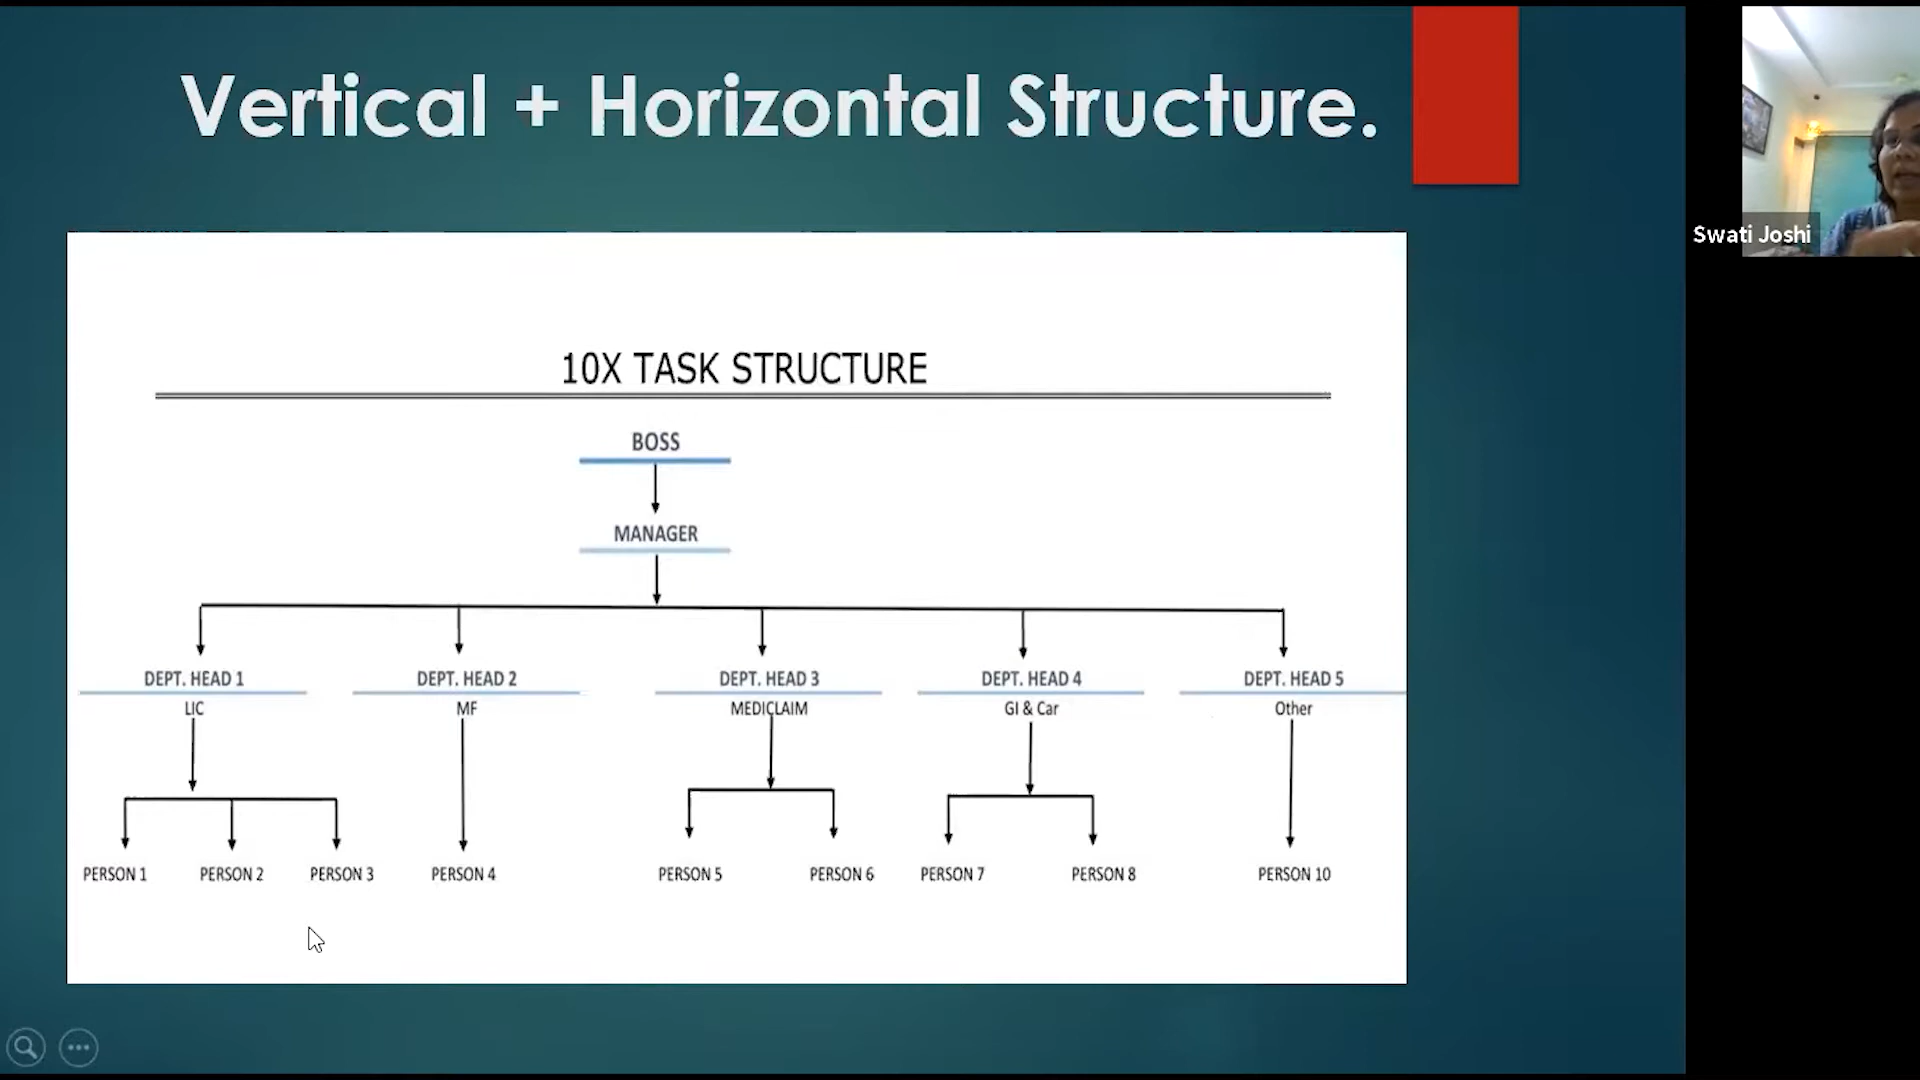 Vertical + Horizontal Structure.
Swati Joshi
10X TASK STRUCTURE
BOSS
MANAGER
DEPT. HEAD 1 DEPT. HEAD 2 DEPT. HEAD 3 DEPT. HEAD 4 DEPT. HEAD 5
LIC MF MEDICLAIM GI & Car Other
PERSON 1 PERSON 2 PERSON 3 PERSON 4 PERSON 5 PERSON 6 PERSON 7 PERSON 8 PERSON 10